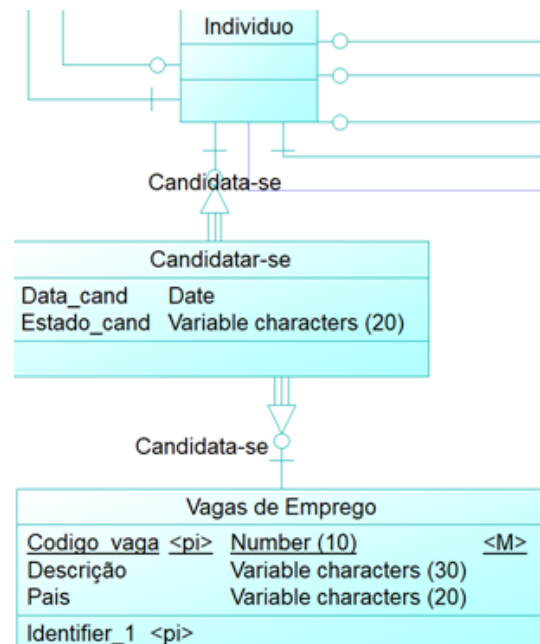 Individuo
Candidata-se
Candidatar-se
Data_cand Date
Estado_cand Variable characters (20)
Candidata-se
Vagas de Emprego
Codigo_vaga <pi> Number (10) <M>
Descrição Variable characters (30)
Pais Variable characters (20)
Identifier_1 <pi>